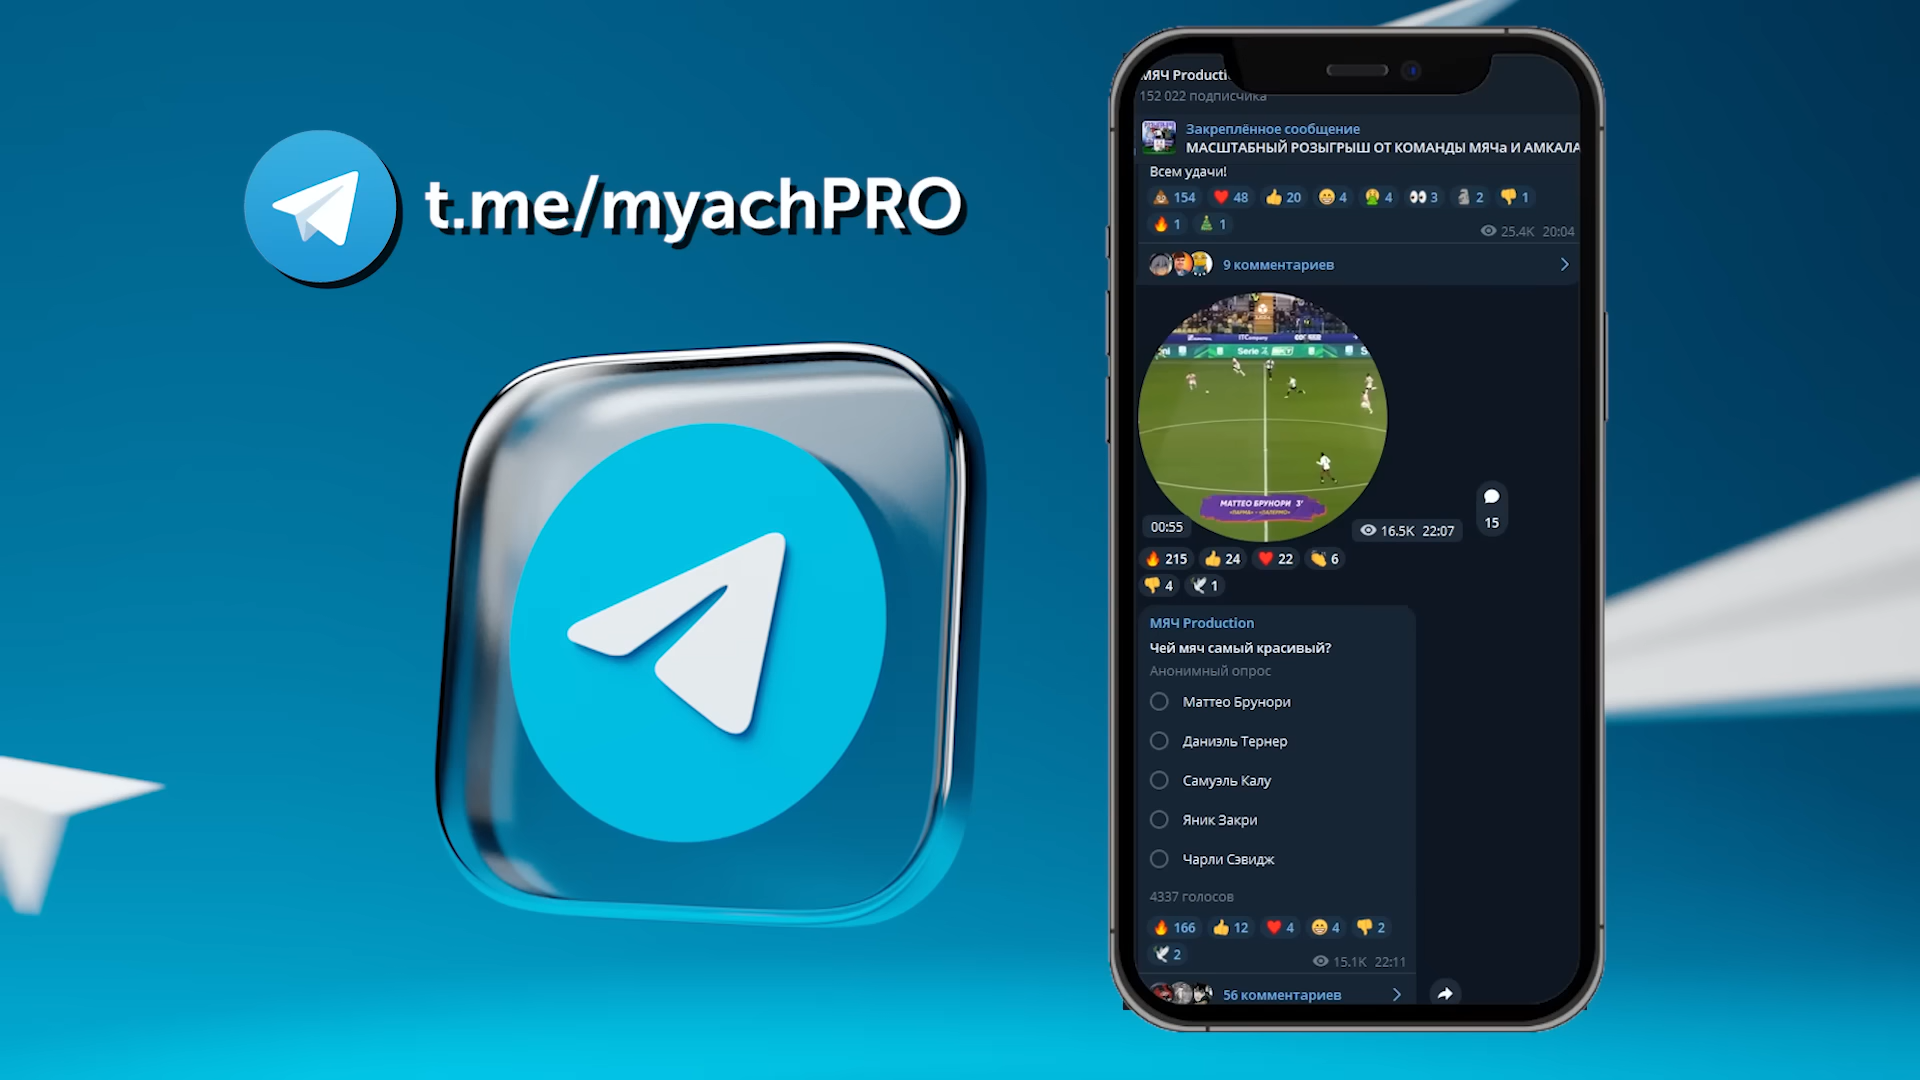 t.me/myachPRO
МЯЧ Producti
152 022 подписчика
Закреплённое сообщение
МАСШТАБНЫЙ РОЗЫГРЫШ ОТ КОМАНДЫ МЯЧа И АМКАЛА
Всем удачи!
154 48 20 4 4 3 2 1
1 1
25.4K 20:04
9 комментариев
ITCompany
Serie
МАТТЕО БРУНОРИ 3'
«ПАРМА» - «ПАЛЕРМО»
00:55
16.5K 22:07
15
215 24 22 6
4 1
МЯЧ Production
Чей мяч самый красивый?
Анонимный опрос
Маттео Брунори
Даниэль Тернер
Самуэль Калу
Яник Закри
Чарли Сэвидж
4337 голосов
166 12 4 4 2
2
15.1K 22:11
56 комментариев